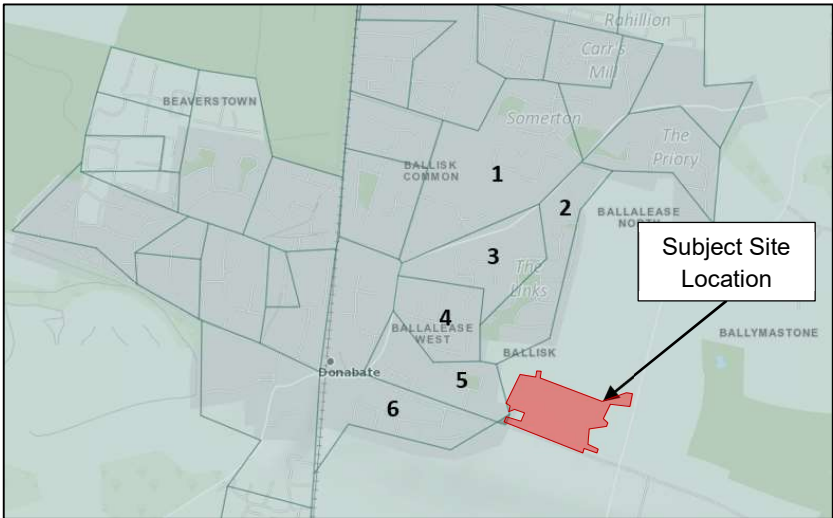 Rahillion
Carr's
Mill
BEAVERSTOWN
Somerton
The
Priory
BALLISK
COMMON
1
2
BALLALEASE
NORTH
Subject Site
Location
3
The
Links
4
BALLALEASE
WEST
BALLISK
BALLYMASTONE
Donabate
5
6